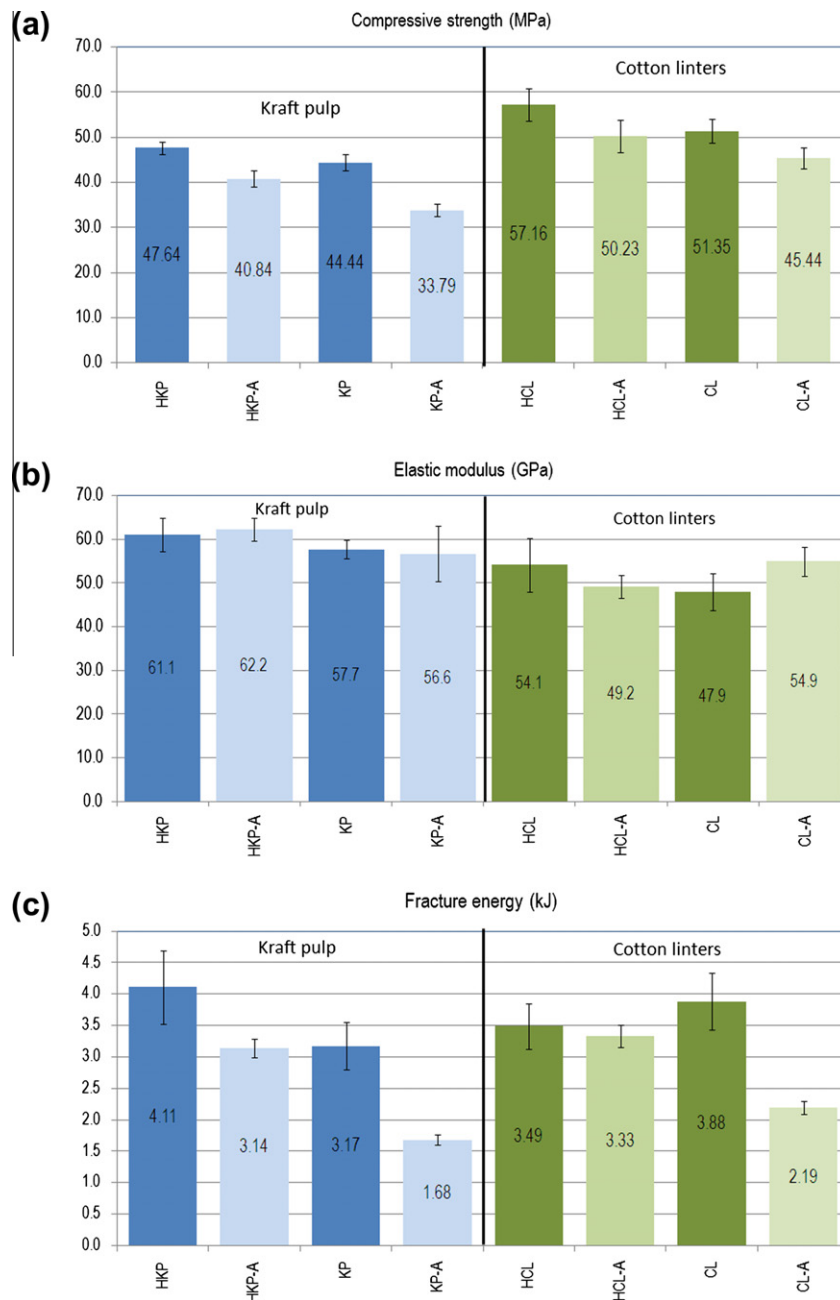 (a)
Compressive strength (MPa)
70.0
60.0
50.0
40.0
30.0
20.0
10.0
0.0
Kraft pulp
Cotton linters
47.64
40.84
44.44
33.79
57.16
50.23
51.35
45.44
HKP
HKP-A
KP
KP-A
HCL
HCL-A
CL
CL-A
(b)
Elastic modulus (GPa)
70.0
60.0
50.0
40.0
30.0
20.0
10.0
0.0
Kraft pulp
Cotton linters
61.1
62.2
57.7
56.6
54.1
49.2
47.9
54.9
HKP
HKP-A
KP
KP-A
HCL
HCL-A
CL
CL-A
(c)
Fracture energy (kJ)
5.0
4.5
4.0
3.5
3.0
2.5
2.0
1.5
1.0
0.5
0.0
Kraft pulp
Cotton linters
4.11
3.14
3.17
1.68
3.49
3.33
3.88
2.19
HKP
HKP-A
KP
KP-A
HCL
HCL-A
CL
CL-A